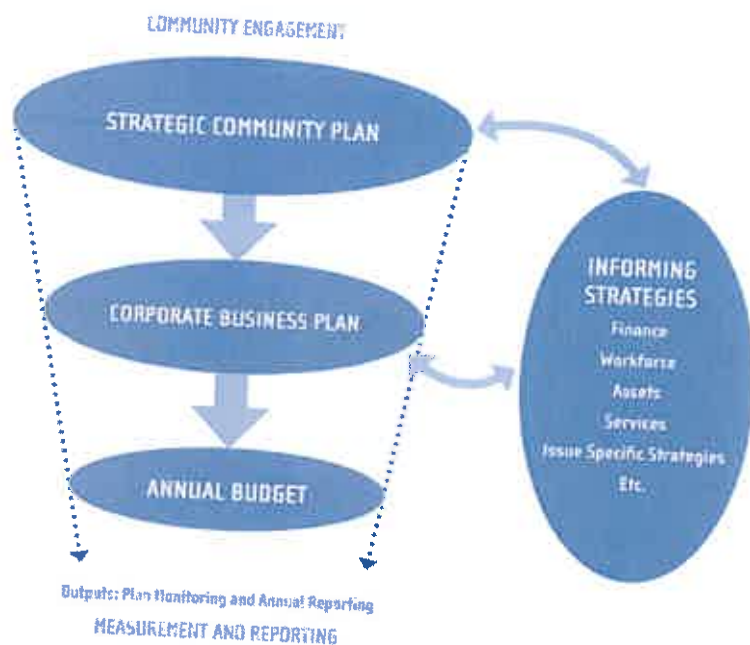 COMMUNITY ENGAGEMENT
STRATEGIC COMMUNITY PLAN
CORPORATE BUSINESS PLAN
ANNUAL BUDGET
INFORMING
STRATEGIES
Finance
Workforce
Assets
Services
Issue Specific Strategies
Etc.
Outputs: Plan Monitoring and Annual Reporting
MEASUREMENT AND REPORTING